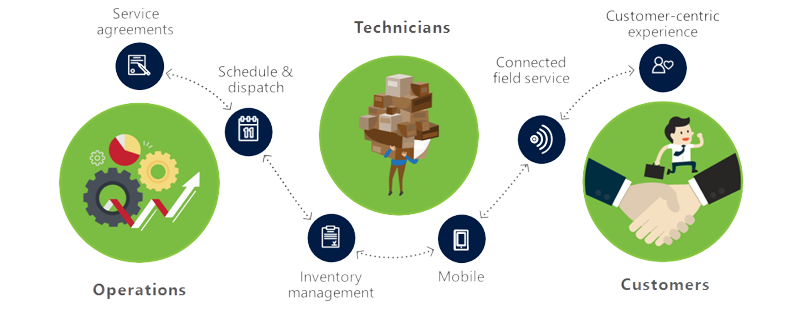 Service
agreements
Schedule &
dispatch
11
Operations
Technicians
Inventory
management
Mobile
Connected
field service
Customer-centric
experience
Customers